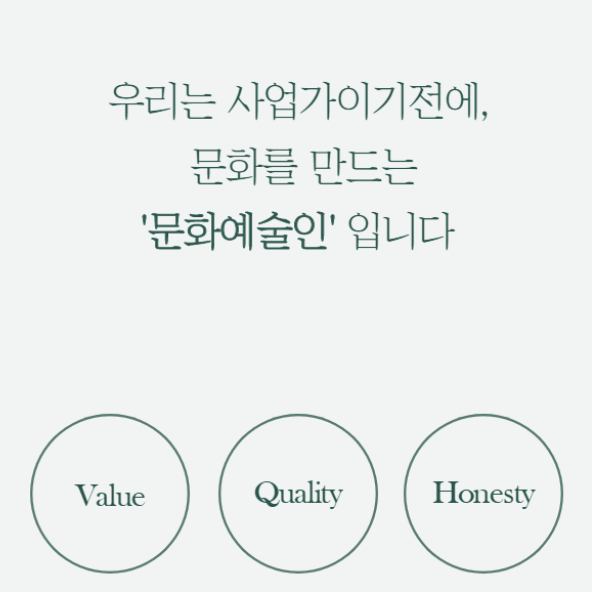 우리는 사업가이기전에,
문화를 만드는
'문화예술인' 입니다
Value
Quality
Honesty